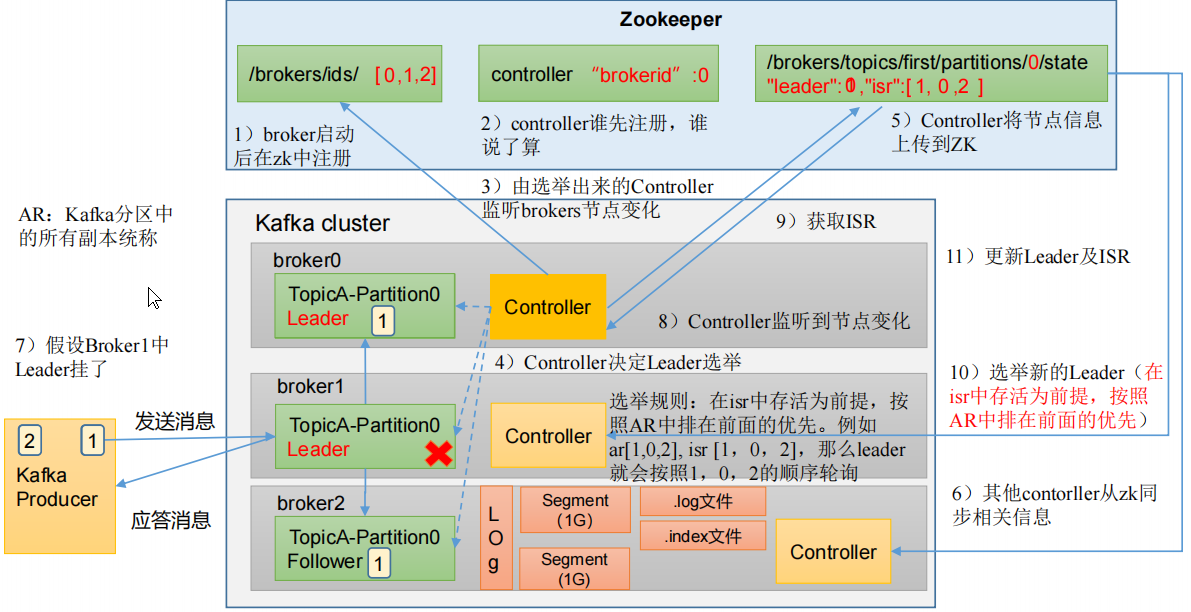 Zookeeper
/brokers/ids/ [ 0,1,2]
controller “brokerid” :0
/brokers/topics/first/partitions/0/state
"leader": ,"isr":[ 1, 0 ,2 ]
1）broker启动
后在zk中注册
2）controller谁先注册，谁
说了算
5）Controller将节点信息
上传到ZK
3）由选举出来的Controller
监听brokers节点变化
AR：Kafka分区中
的所有副本统称
Kafka cluster
9）获取ISR
11）更新Leader及ISR
broker0
TopicA-Partition0
Leader
1
Controller
8）Controller监听到节点变化
7）假设Broker1中
Leader挂了
4）Controller决定Leader选举
10）选举新的Leader（在
isr中存活为前提，按照
AR中排在前面的优先）
broker1
TopicA-Partition0
Leader
Controller
选举规则：在isr中存活为前提，按
照AR中排在前面的优先。例如
ar[1,0,2], isr [1，0，2]，那么leader
就会按照1，0，2的顺序轮询
发送消息
2
1
Kafka
Producer
应答消息
broker2
TopicA-Partition0
Follower
1
L
O
g
Segment
(1G)
Segment
(1G)
.log文件
.index文件
Controller
6）其他contorller从zk同
步相关信息